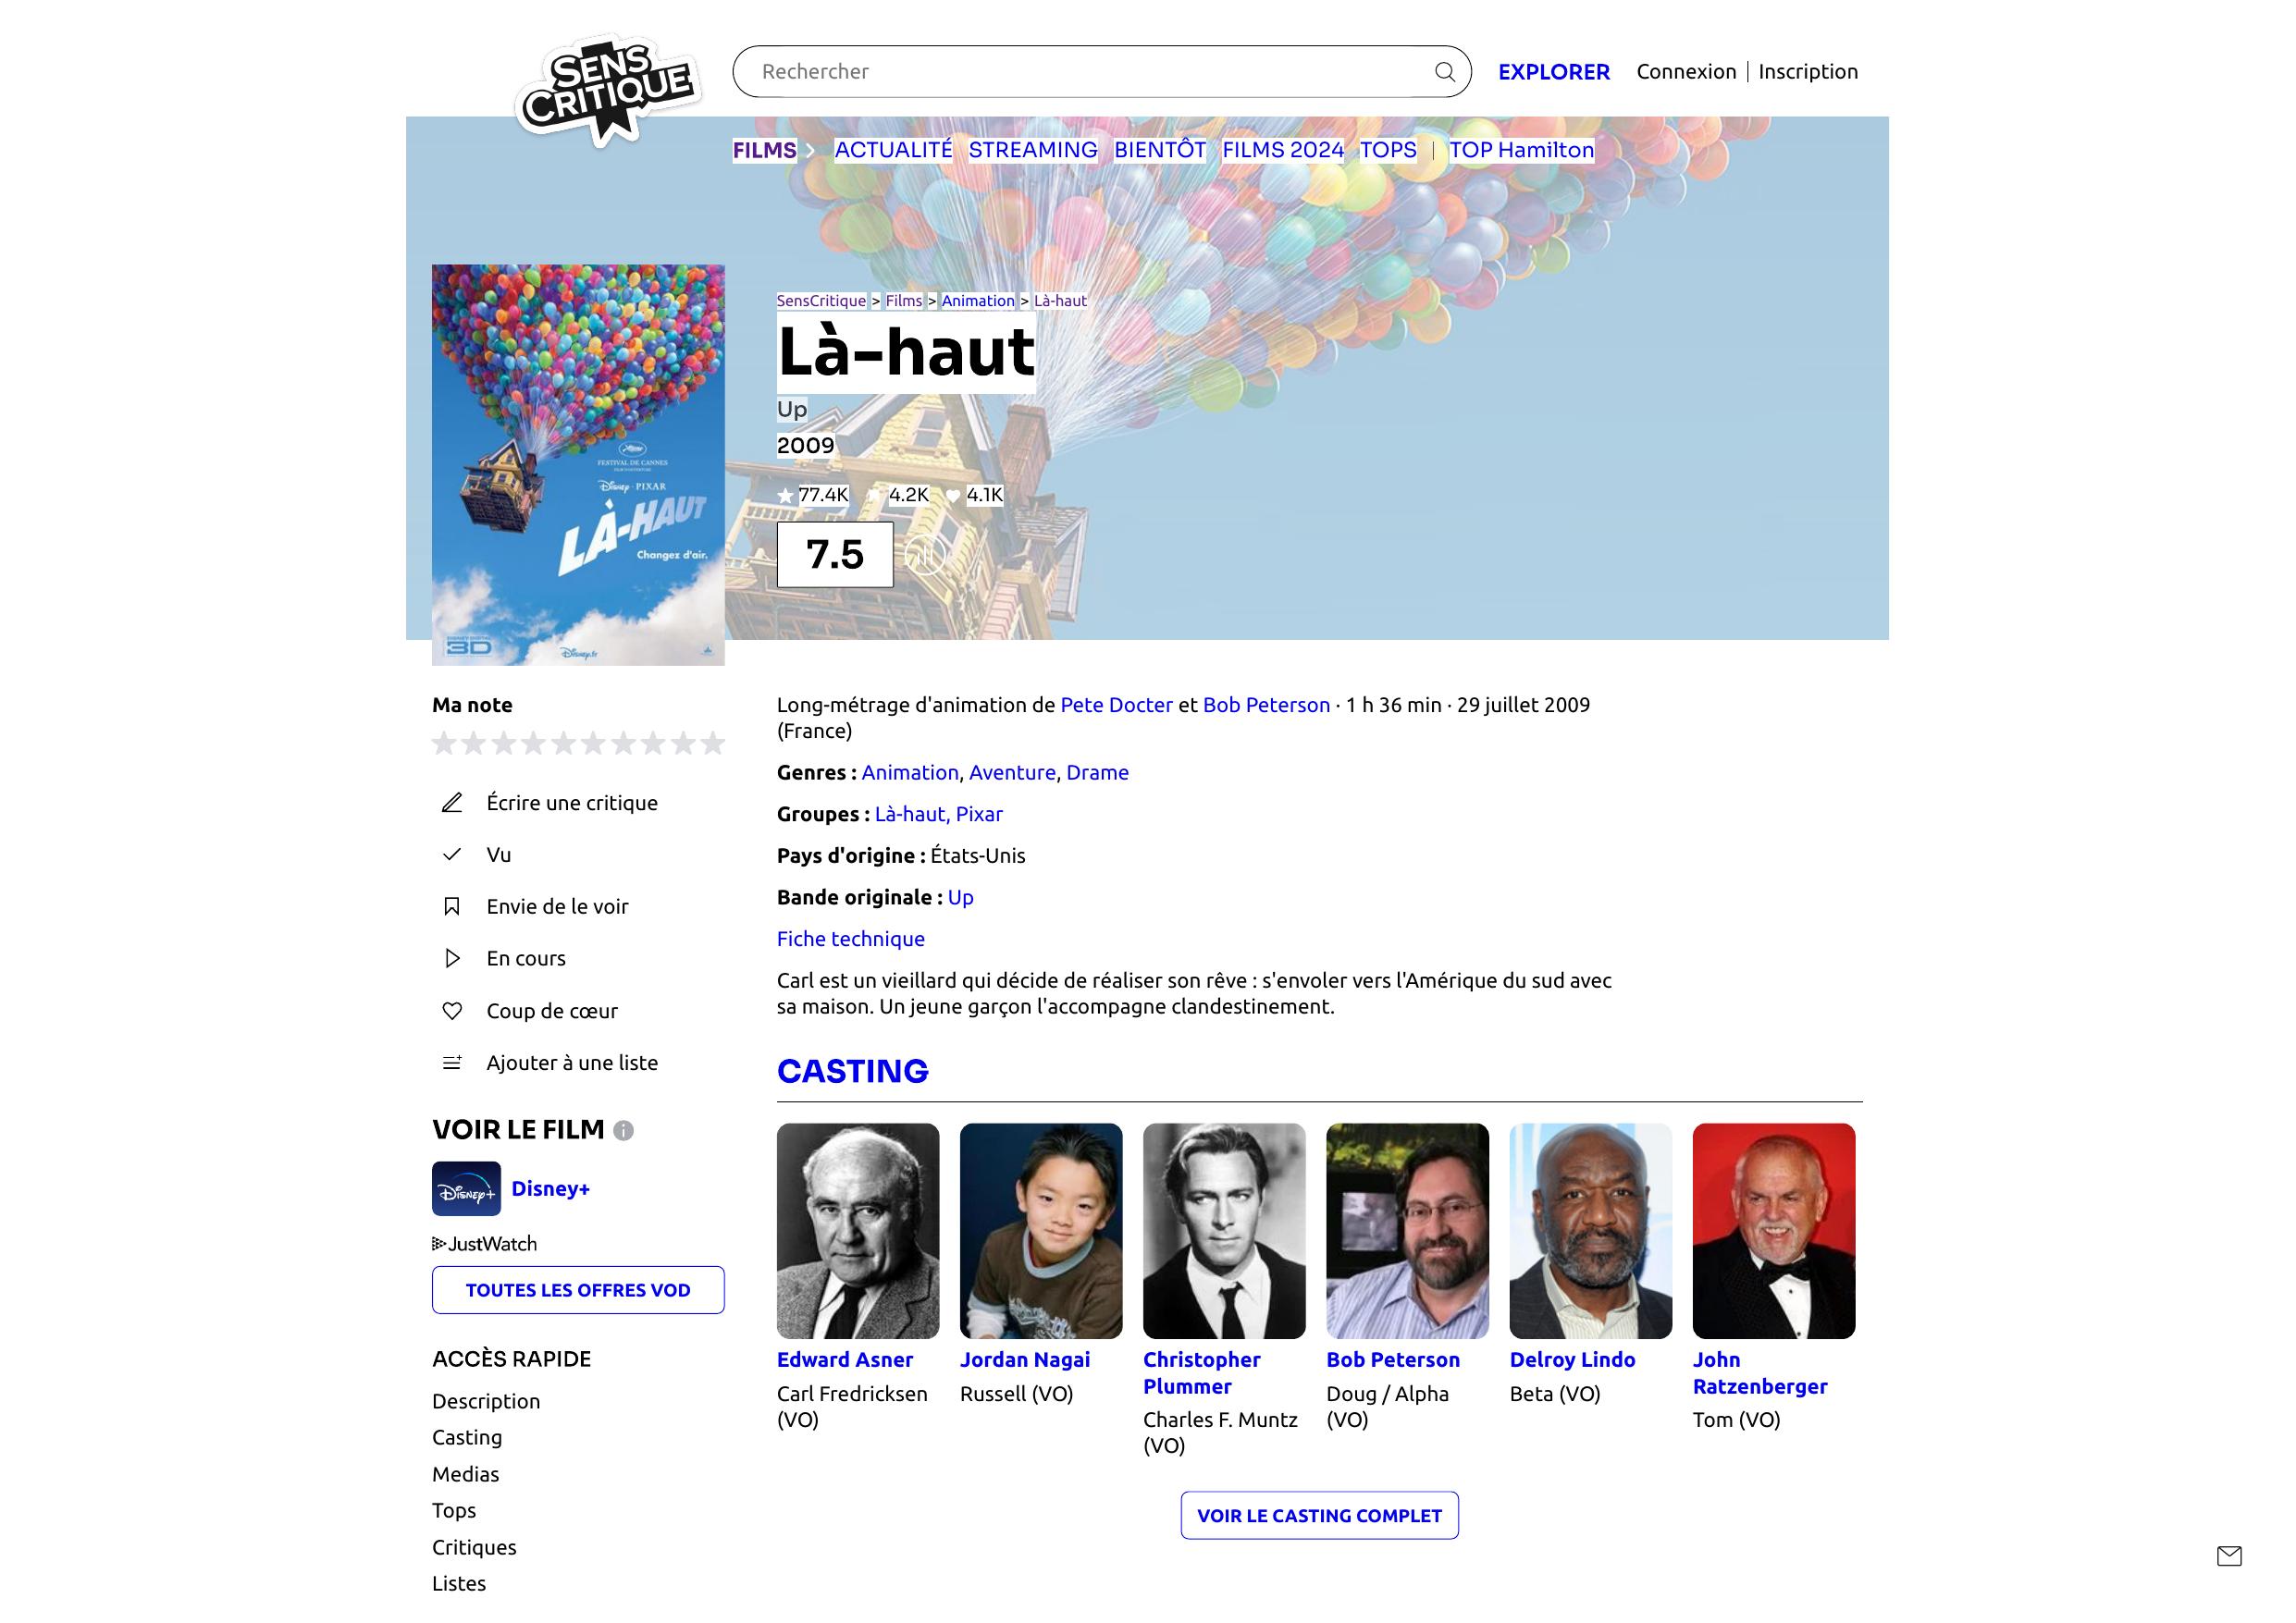 SENS
CRITIQUE
Rechercher
EXPLORER
Connexion | Inscription
FILMS
ACTUALITÉ STREAMING BIENTÔT FILMS 2024 TOPS | TOP Hamilton
SensCritique > Films > Animation > Là-haut
Là-haut
Up
2009
77.4K 4.2K 4.1K
7.5
FESTIVAL DE CANNES
Disney · PIXAR
LÀ-HAUT
Changez d'air.
DISNEY DIGITAL
3D
Disney.fr
Ma note
Écrire une critique
Vu
Envie de le voir
En cours
Coup de cœur
Ajouter à une liste
VOIR LE FILM
Disney+
Disney+
JustWatch
TOUTES LES OFFRES VOD
ACCÈS RAPIDE
Description
Casting
Medias
Tops
Critiques
Listes
Long-métrage d'animation de Pete Docter et Bob Peterson · 1 h 36 min · 29 juillet 2009
(France)
Genres : Animation, Aventure, Drame
Groupes : Là-haut, Pixar
Pays d'origine : États-Unis
Bande originale : Up
Fiche technique
Carl est un vieillard qui décide de réaliser son rêve : s'envoler vers l'Amérique du sud avec
sa maison. Un jeune garçon l'accompagne clandestinement.
CASTING
Edward Asner
Carl Fredricksen
(VO)
Jordan Nagai
Russell (VO)
Christopher
Plummer
Charles F. Muntz
(VO)
Bob Peterson
Doug / Alpha
(VO)
Delroy Lindo
Beta (VO)
John
Ratzenberger
Tom (VO)
VOIR LE CASTING COMPLET